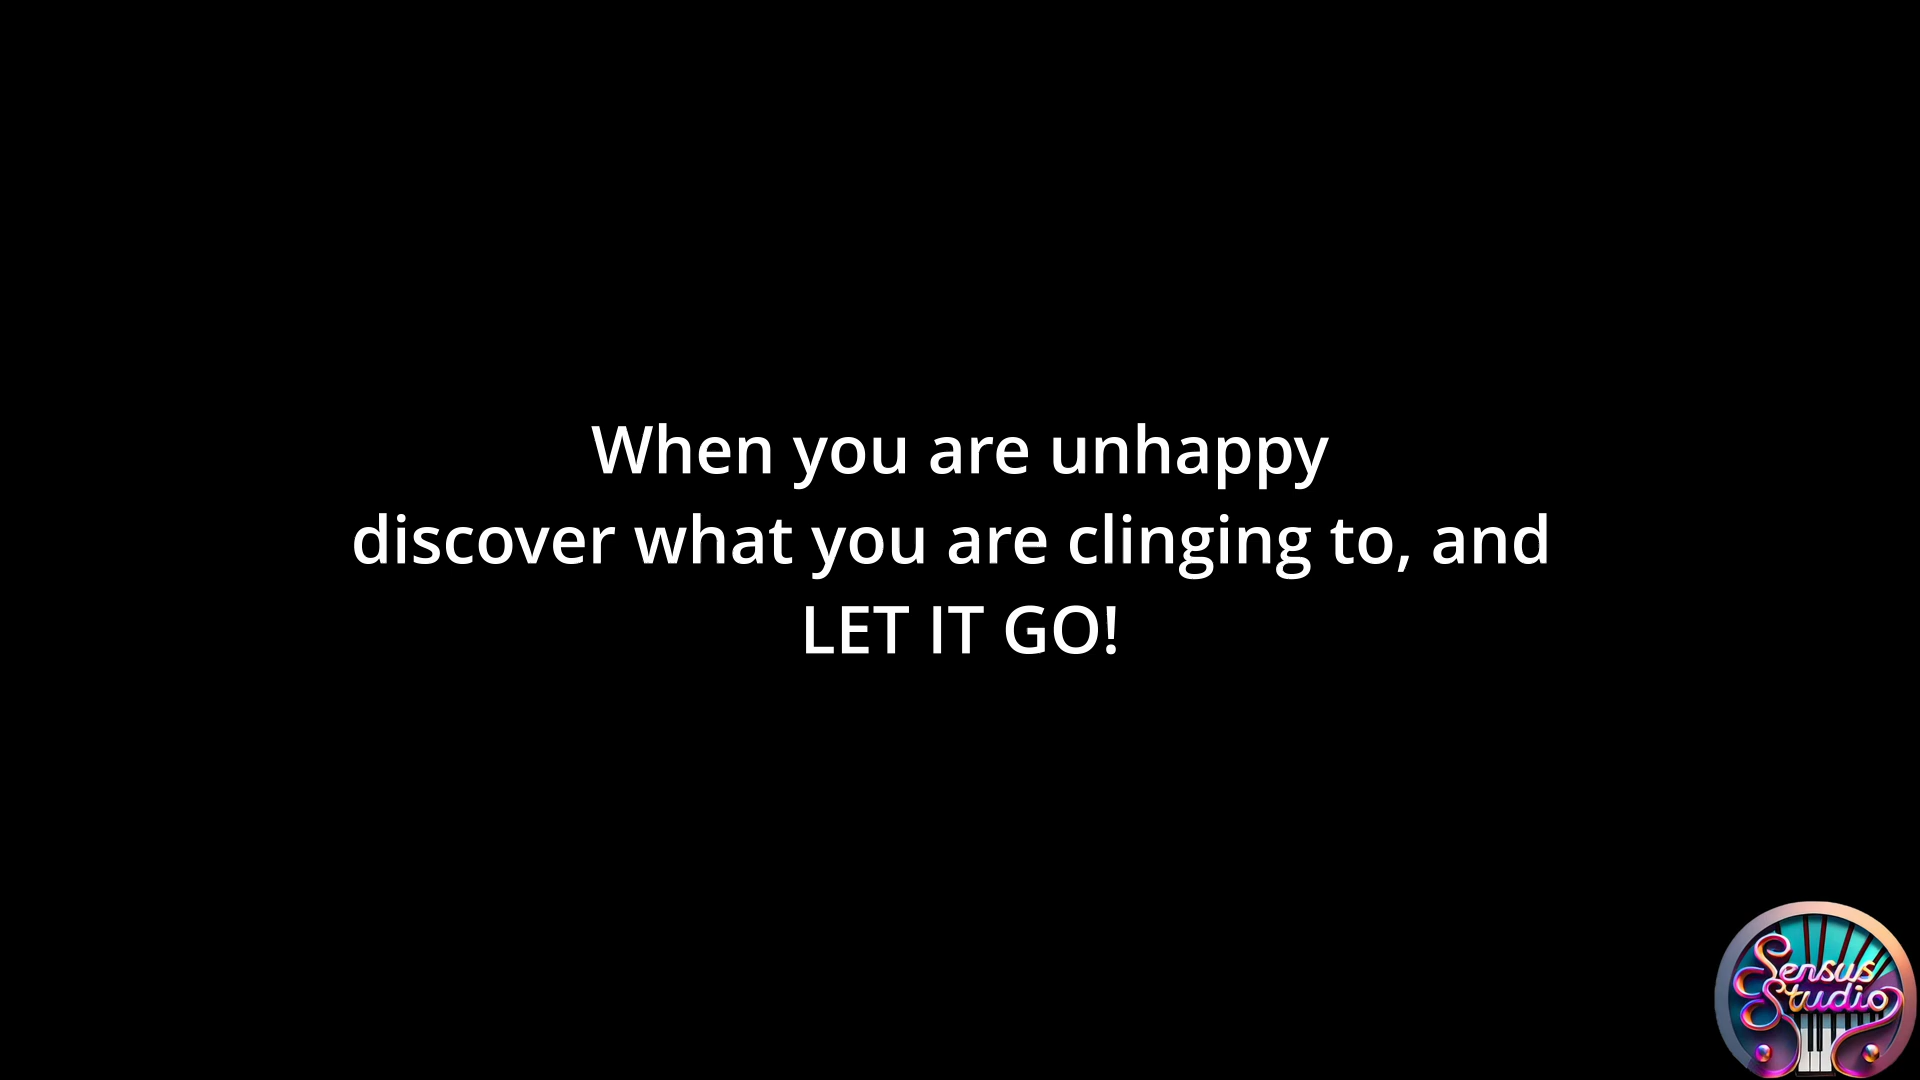 When you are unhappy
discover what you are clinging to, and
LET IT GO!
Sensus
Studio